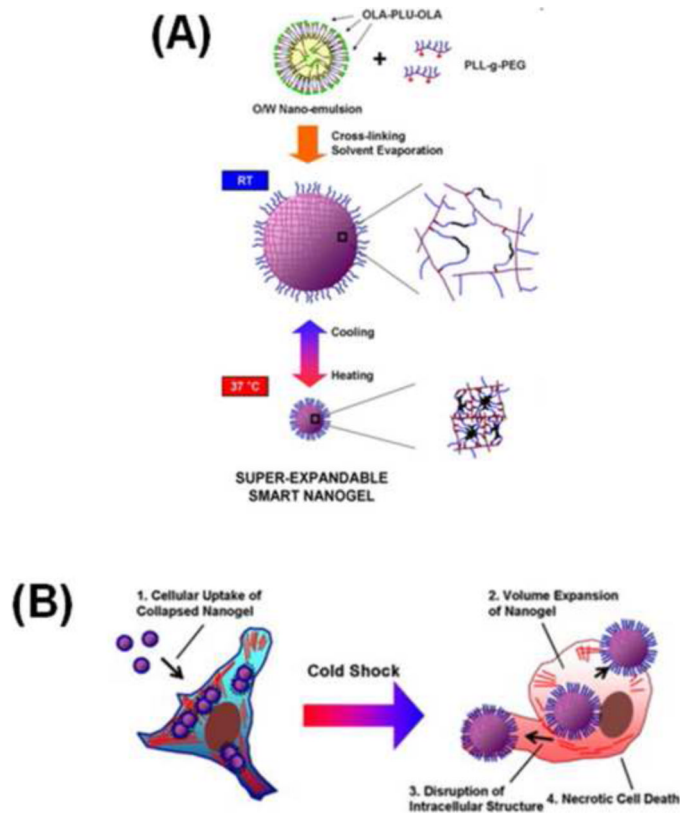 (A)
OLA-PLU-OLA
+
PLL-g-PEG
O/W Nano-emulsion
Cross-linking
Solvent Evaporation
RT
Cooling
Heating
37 °C
SUPER-EXPANDABLE
SMART NANOGEL
(B)
1. Cellular Uptake of
Collapsed Nanogel
2. Volume Expansion
of Nanogel
Cold Shock
3. Disruption of
Intracellular Structure
4. Necrotic Cell Death